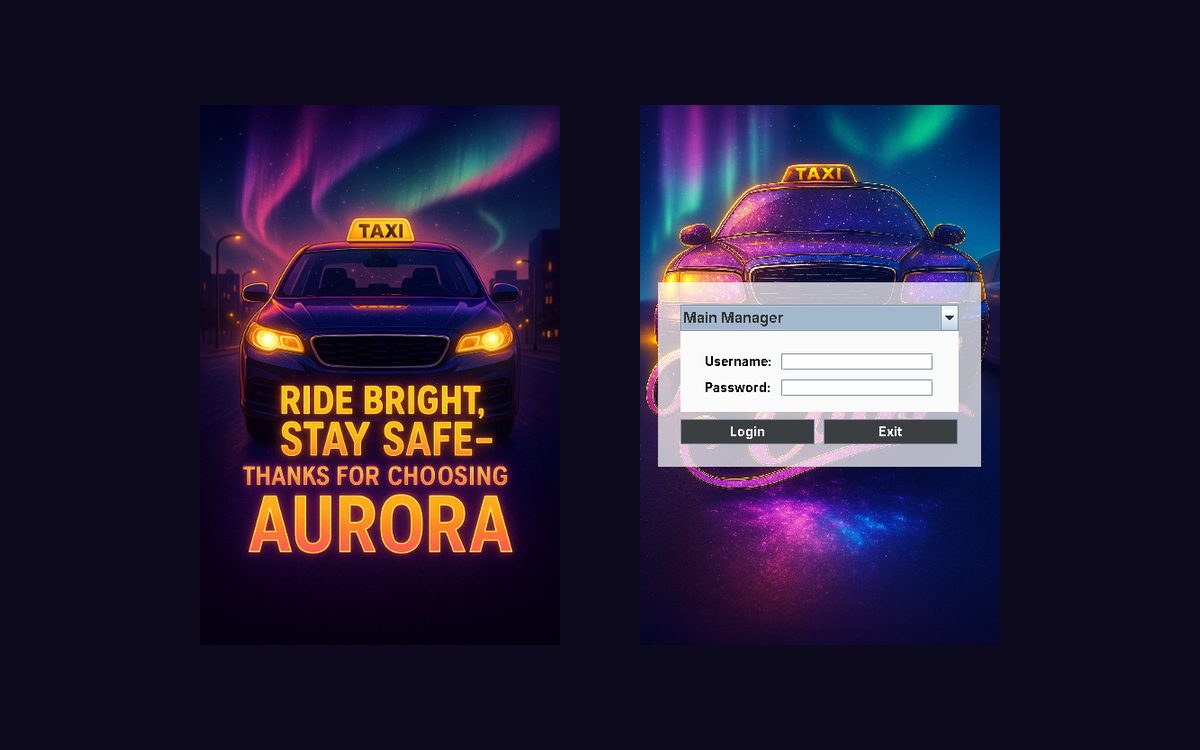 TAXI
RIDE BRIGHT,
STAY SAFE–
THANKS FOR CHOOSING
AURORA
TAXI
Main Manager
Username:
Password:
Login
Exit